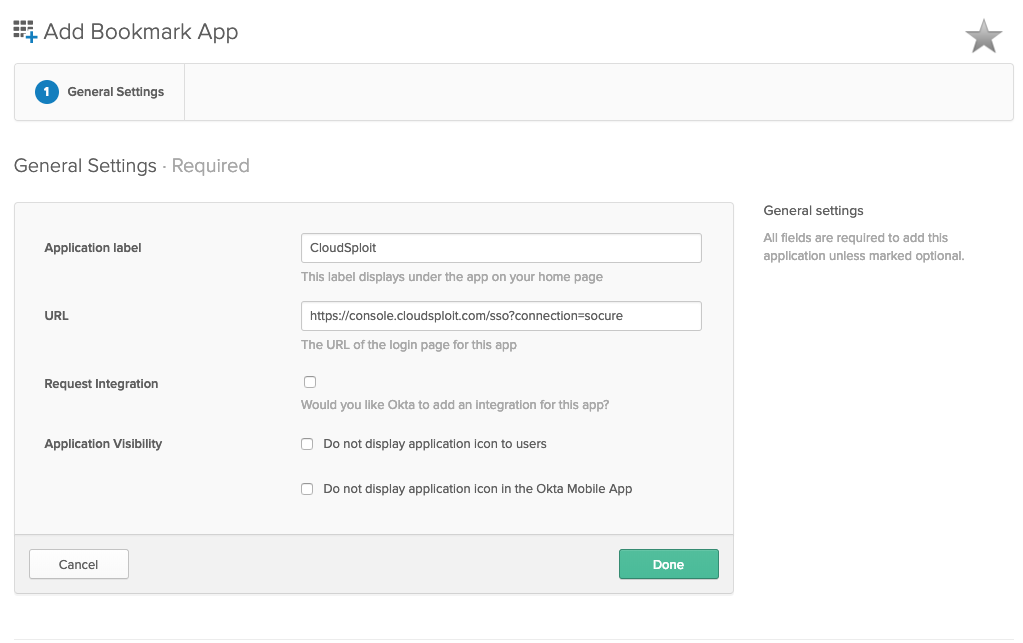 Add Bookmark App
1 General Settings
General Settings · Required
Application label
CloudSploit
This label displays under the app on your home page
URL
https://console.cloudsploit.com/sso?connection=socure
The URL of the login page for this app
Request Integration
Would you like Okta to add an integration for this app?
Application Visibility
Do not display application icon to users
Do not display application icon in the Okta Mobile App
Cancel
Done
General settings
All fields are required to add this
application unless marked optional.